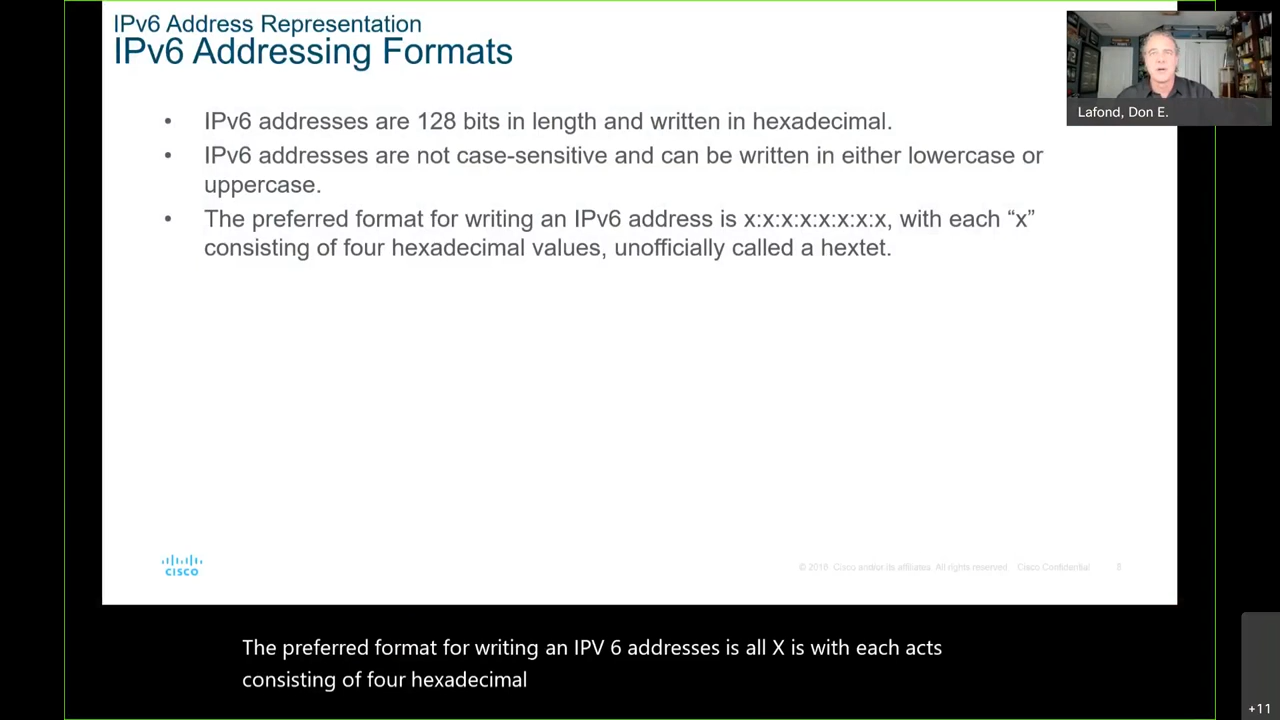 IPv6 Address Representation
IPv6 Addressing Formats
Lafond, Don E.
• IPv6 addresses are 128 bits in length and written in hexadecimal.
• IPv6 addresses are not case-sensitive and can be written in either lowercase or
uppercase.
• The preferred format for writing an IPv6 address is x:x:x:x:x:x:x:x, with each “x”
consisting of four hexadecimal values, unofficially called a hextet.
CISCO
© 2016 Cisco and/or its affiliates. All rights reserved. Cisco Confidential 8
The preferred format for writing an IPV 6 addresses is all X is with each acts
consisting of four hexadecimal
+11